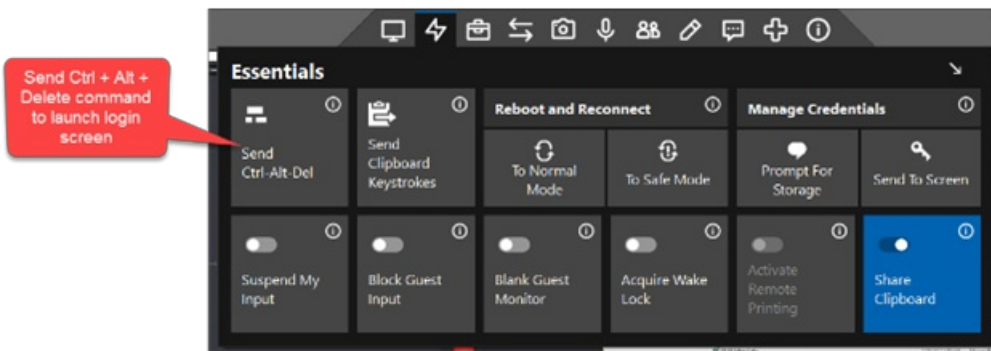 Send Ctrl + Alt +
Delete command
to launch login
screen
Essentials
Send
Ctrl-Alt-Del
Send
Clipboard
Keystrokes
Reboot and Reconnect
To Normal
Mode
To Safe Mode
Manage Credentials
Prompt For
Storage
Send To Screen
Suspend My
Input
Block Guest
Input
Blank Guest
Monitor
Acquire Wake
Lock
Activate
Remote
Printing
Share
Clipboard